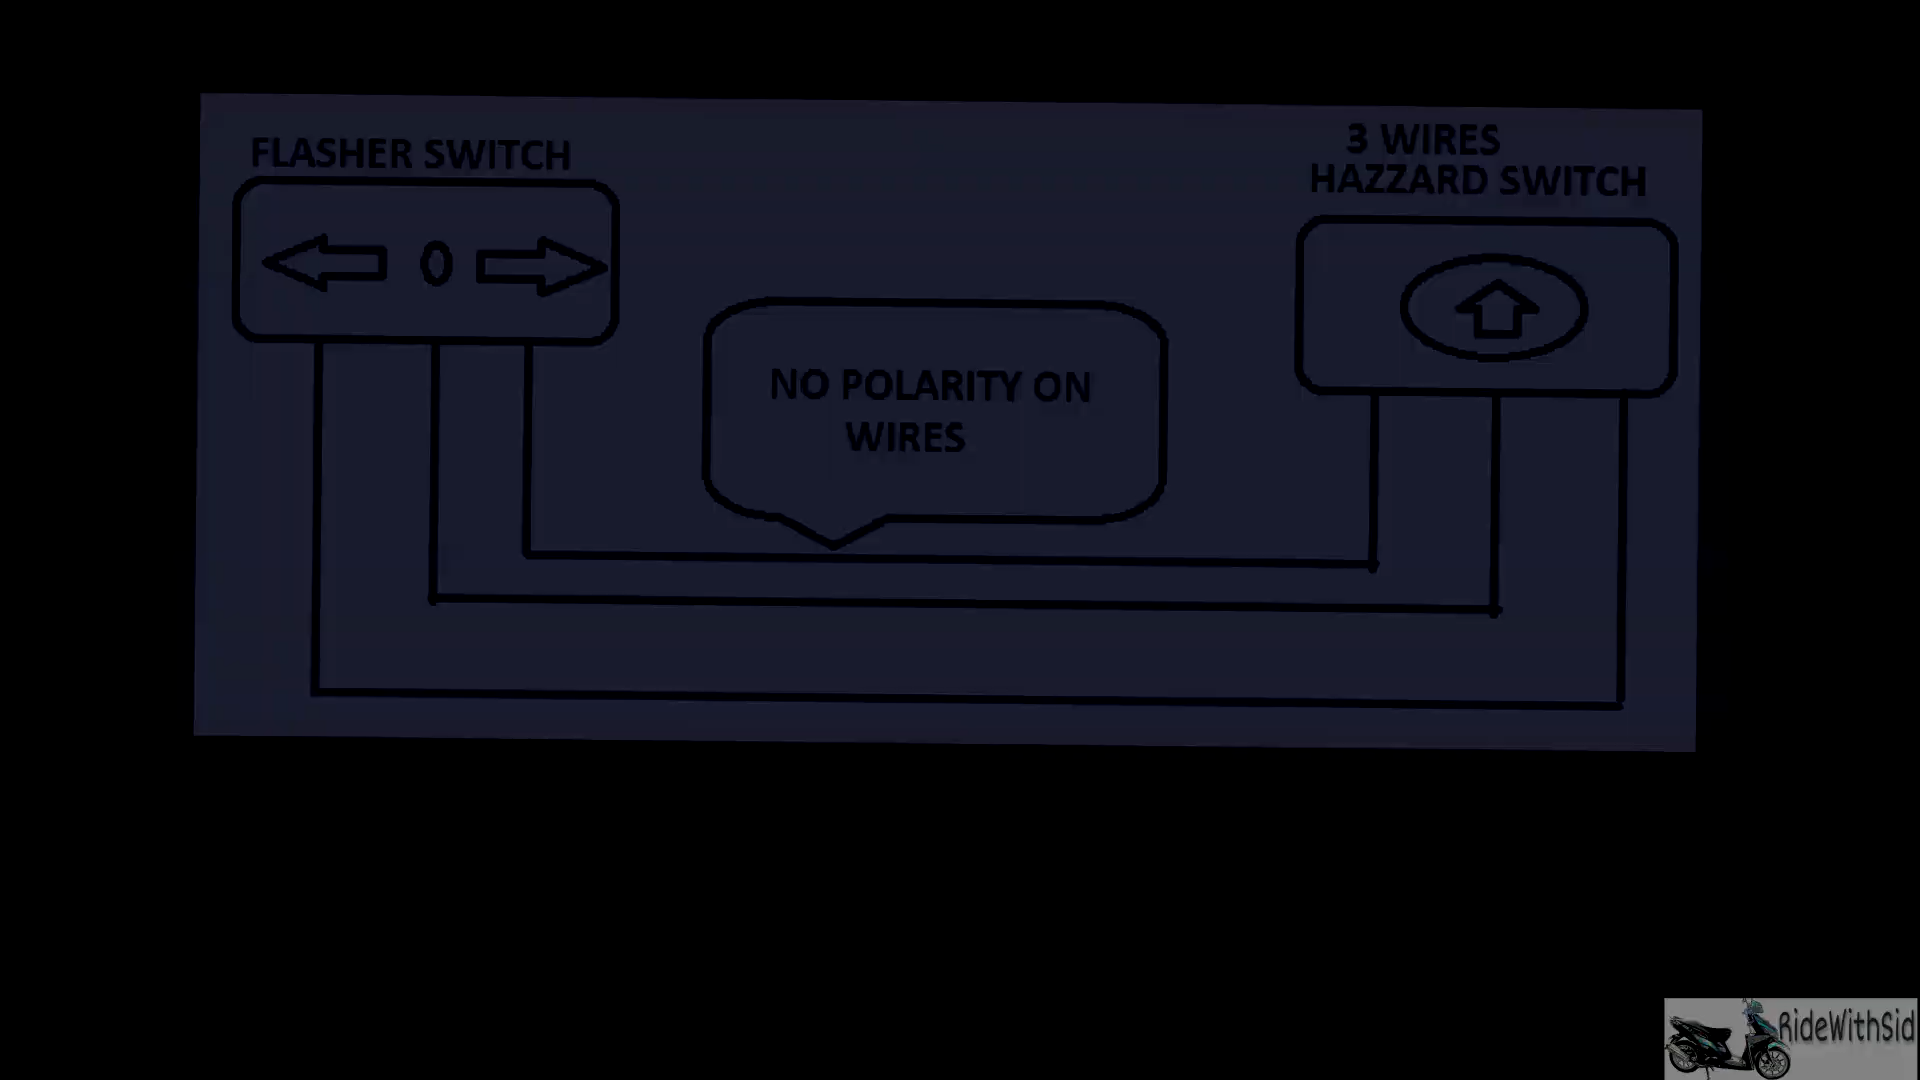 FLASHER SWITCH
3 WIRES
HAZZARD SWITCH
0
NO POLARITY ON
WIRES
RideWithSid